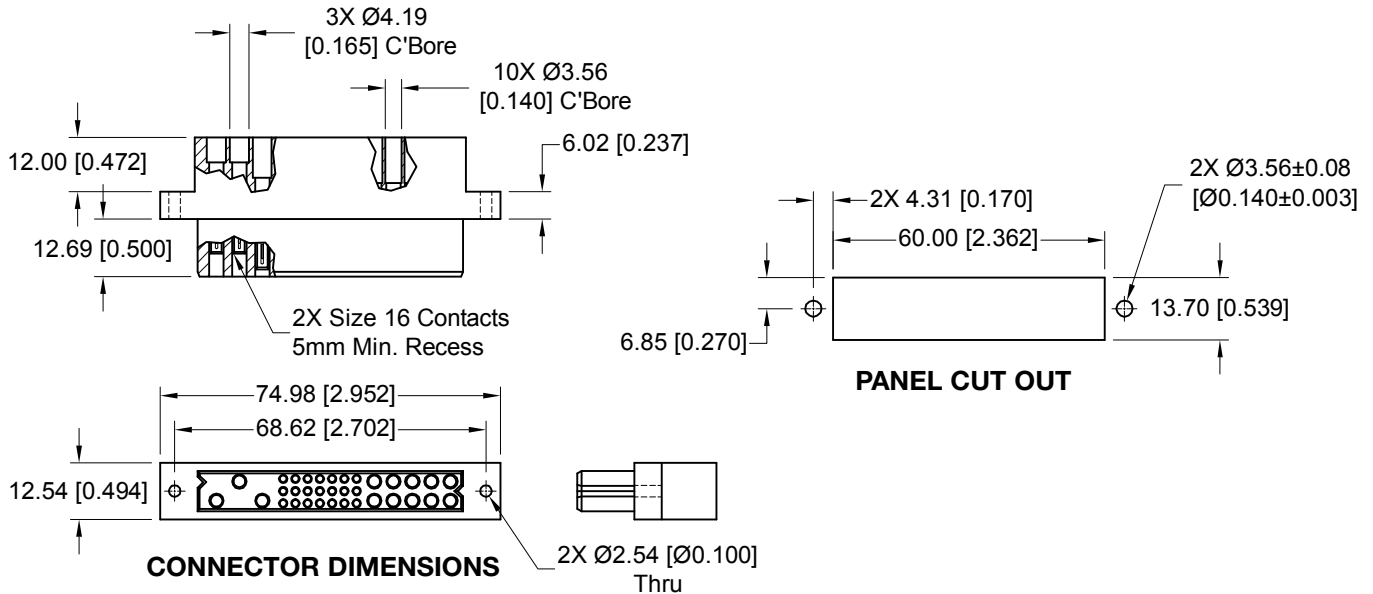 3X Ø4.19
[0.165] C'Bore
10X Ø3.56
[0.140] C'Bore
12.00 [0.472]
6.02 [0.237]
12.69 [0.500]
2X Size 16 Contacts
5mm Min. Recess
2X Ø3.56±0.08
[Ø0.140±0.003]
2X 4.31 [0.170]
60.00 [2.362]
13.70 [0.539]
6.85 [0.270]
PANEL CUT OUT
74.98 [2.952]
68.62 [2.702]
12.54 [0.494]
2X Ø2.54 [Ø0.100]
Thru
CONNECTOR DIMENSIONS